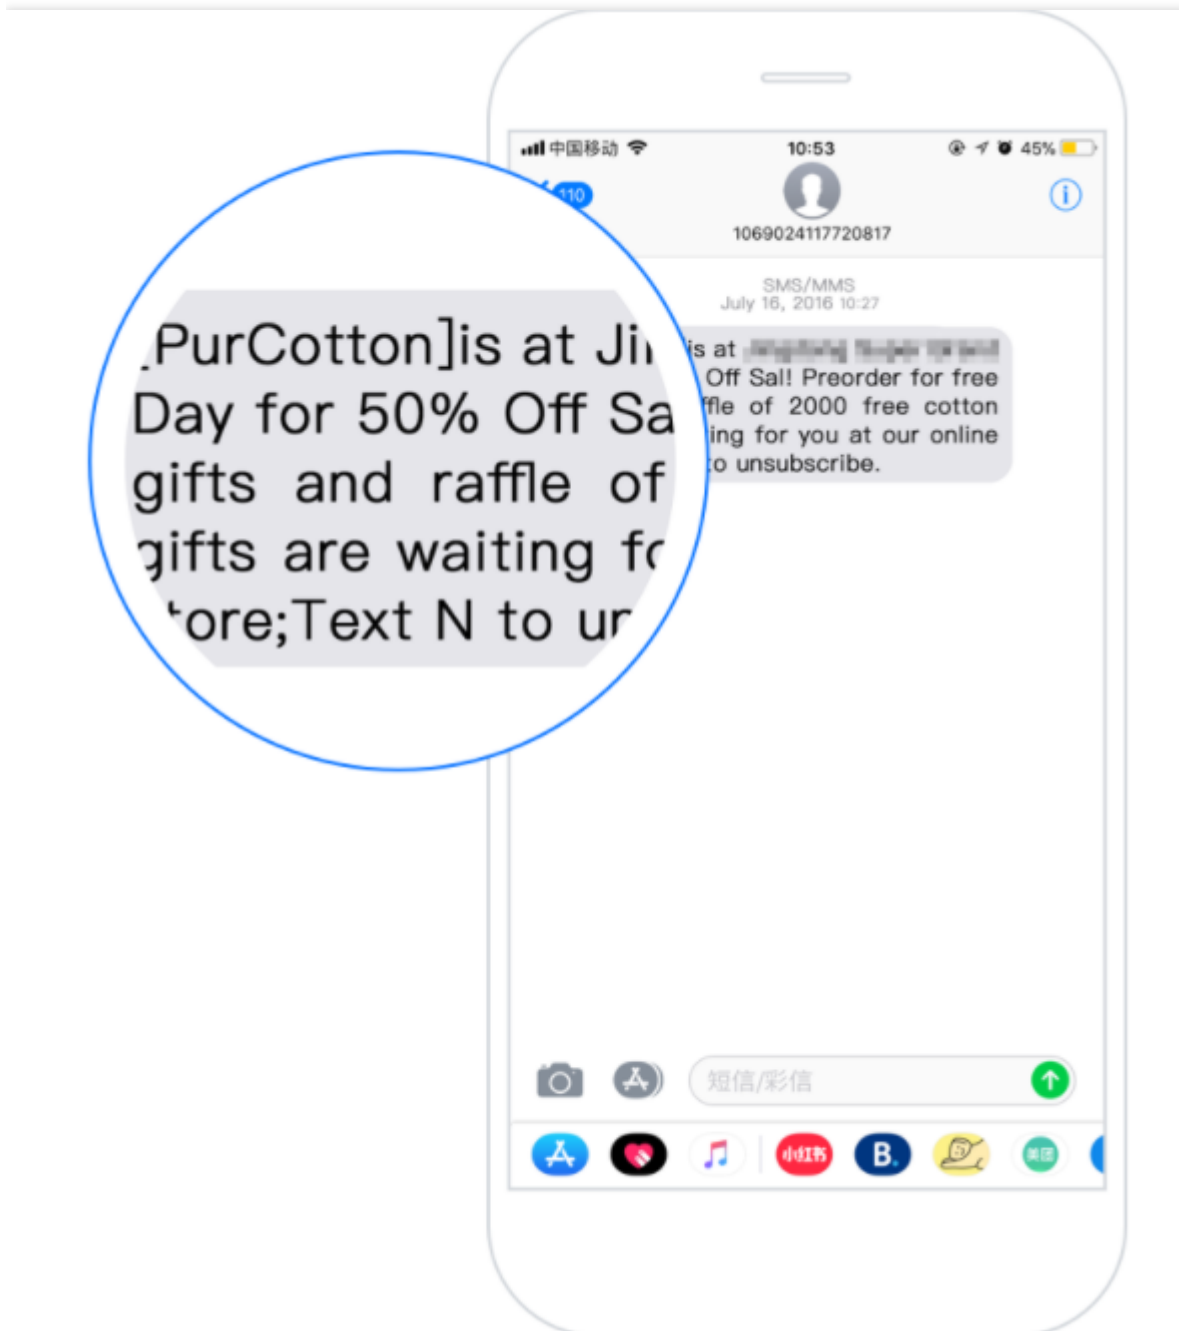 中国移动
10:53
45%
110
1069024117720817
SMS/MMS
July 16, 2016 10:27
[PurCotton]is at Ji
Day for 50% Off Sa
gifts and raffle of
gifts are waiting fo
tore;Text N to un
is at
Off Sal! Preorder for free
ffle of 2000 free cotton
ing for you at our online
to unsubscribe.
短信/彩信
小红书
B.
美团